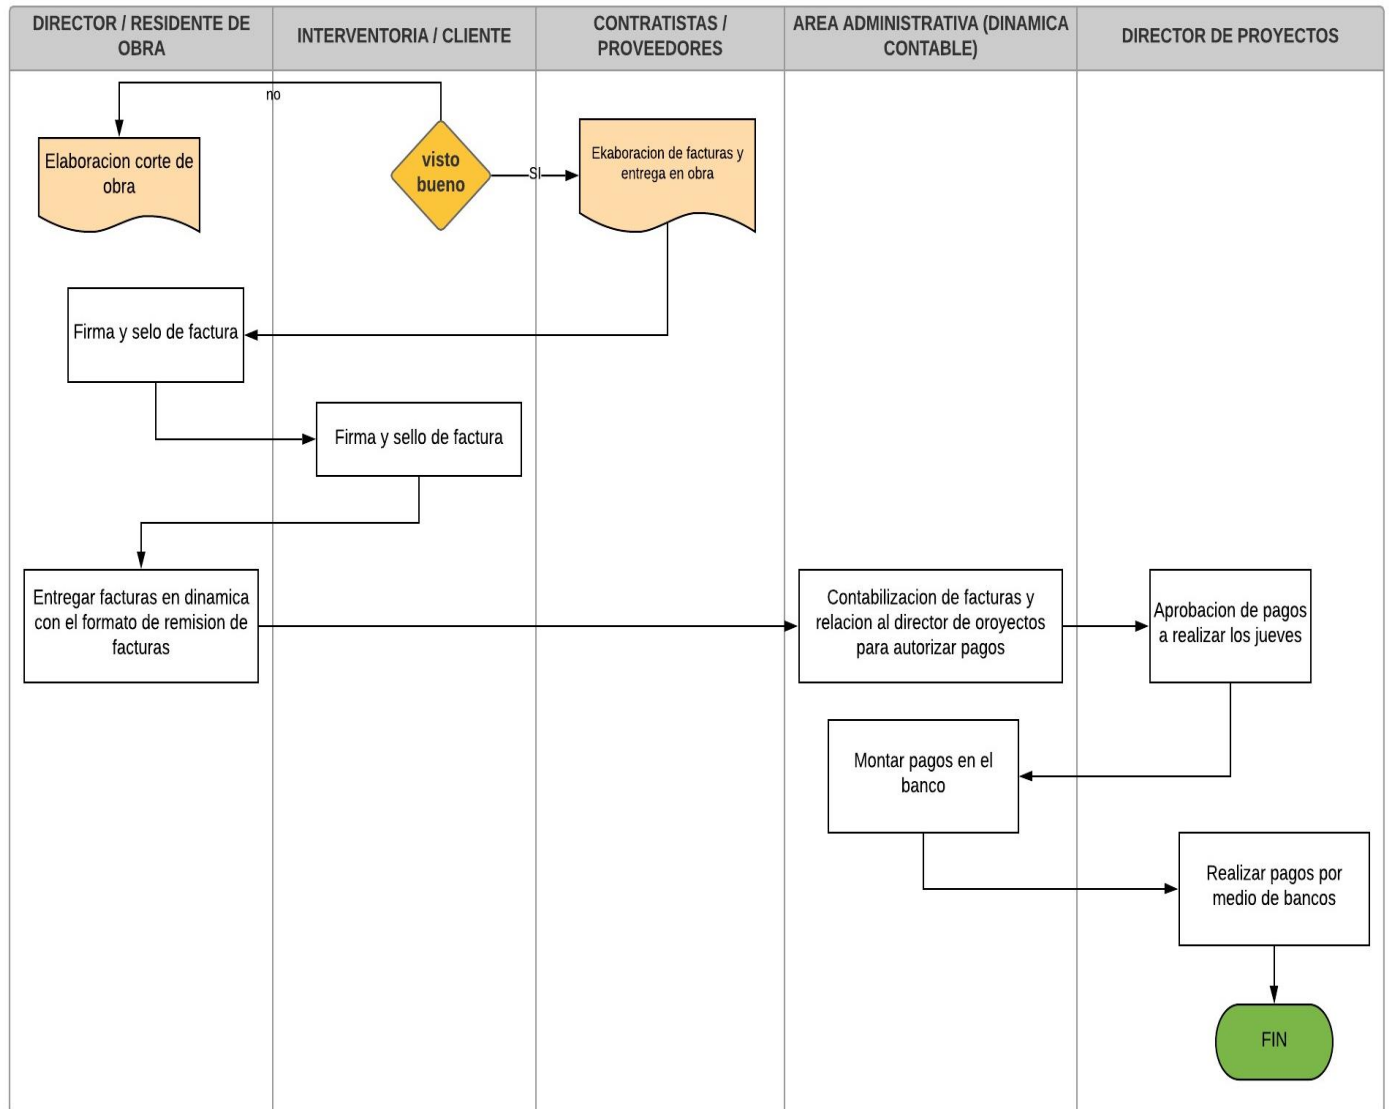 DIRECTOR / RESIDENTE DE
OBRA
INTERVENTORIA / CLIENTE
CONTRATISTAS /
PROVEEDORES
AREA ADMINISTRATIVA (DINAMICA
CONTABLE)
DIRECTOR DE PROYECTOS
no
Elaboracion corte de
obra
visto
bueno
SI
Ekaboracion de facturas y
entrega en obra
Firma y selo de factura
Firma y sello de factura
Entregar facturas en dinamica
con el formato de remision de
facturas
Contabilizacion de facturas y
relacion al director de oroyectos
para autorizar pagos
Aprobacion de pagos
a realizar los jueves
Montar pagos en el
banco
Realizar pagos por
medio de bancos
FIN